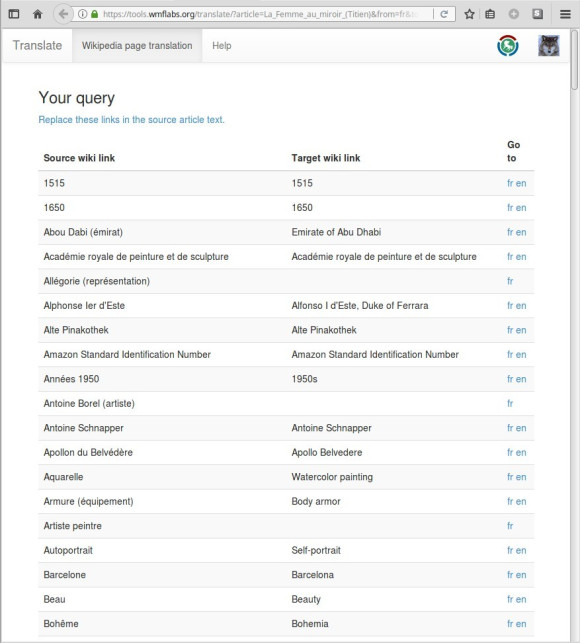 https://tools.wmflabs.org/translate/?article=La_Femme_au_miroir_(Titien)&from=fr&
Translate Wikipedia page translation Help
Your query
Replace these links in the source article text.
Source wiki link Target wiki link Go to
1515 1515 fr en
1650 1650 fr en
Abou Dabi (émirat) Emirate of Abu Dhabi fr en
Académie royale de peinture et de sculpture Académie royale de peinture et de sculpture fr en
Allégorie (représentation) fr
Alphonse Ier d'Este Alfonso I d'Este, Duke of Ferrara fr en
Alte Pinakothek Alte Pinakothek fr en
Amazon Standard Identification Number Amazon Standard Identification Number fr en
Années 1950 1950s fr en
Antoine Borel (artiste) fr
Antoine Schnapper Antoine Schnapper fr en
Apollon du Belvédère Apollo Belvedere fr en
Aquarelle Watercolor painting fr en
Armure (équipement) Body armor fr en
Artiste peintre fr
Autoportrait Self-portrait fr en
Barcelone Barcelona fr en
Beau Beauty fr en
Bohême Bohemia fr en